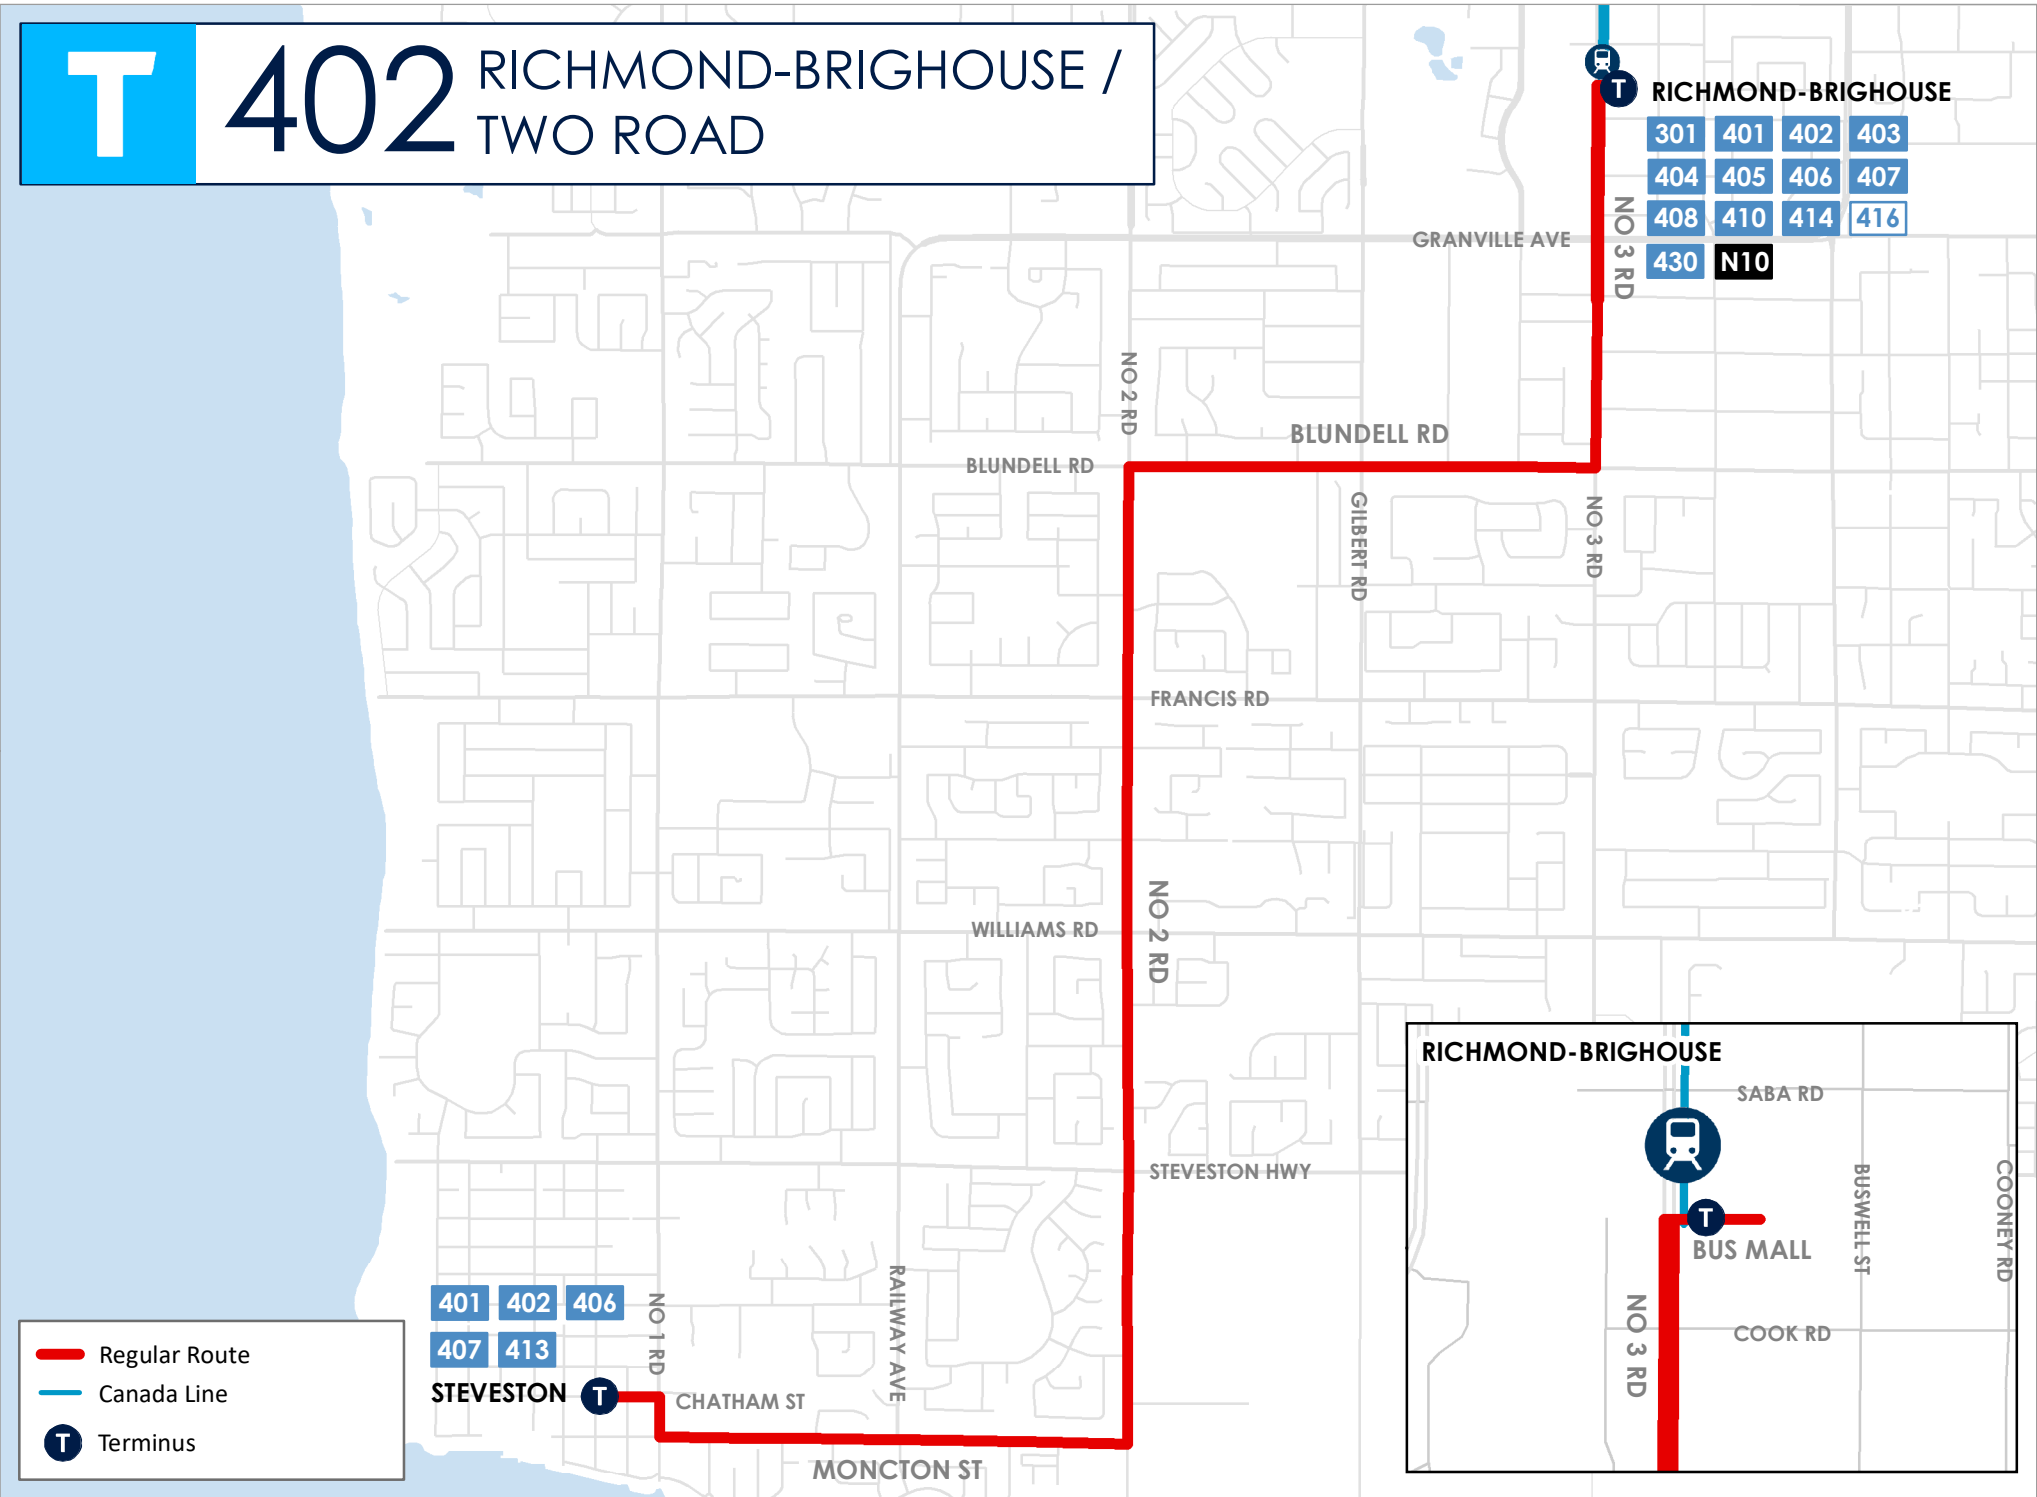 T
402
RICHMOND-BRIGHOUSE /
TWO ROAD
T
RICHMOND-BRIGHOUSE
301 401 402 403
404 405 406 407
408 410 414 416
430 N10
NO 3 RD
GRANVILLE AVE
NO 2 RD
BLUNDELL RD
BLUNDELL RD
GILBERT RD
NO 3 RD
FRANCIS RD
NO 2 RD
WILLIAMS RD
STEVESTON HWY
401 402 406
407 413
STEVESTON
T
NO 1 RD
CHATHAM ST
RAILWAY AVE
MONCTON ST
Regular Route
Canada Line
T Terminus
RICHMOND-BRIGHOUSE
SABA RD
T
BUS MALL
BUSWELL ST
COONEY RD
NO 3 RD
COOK RD